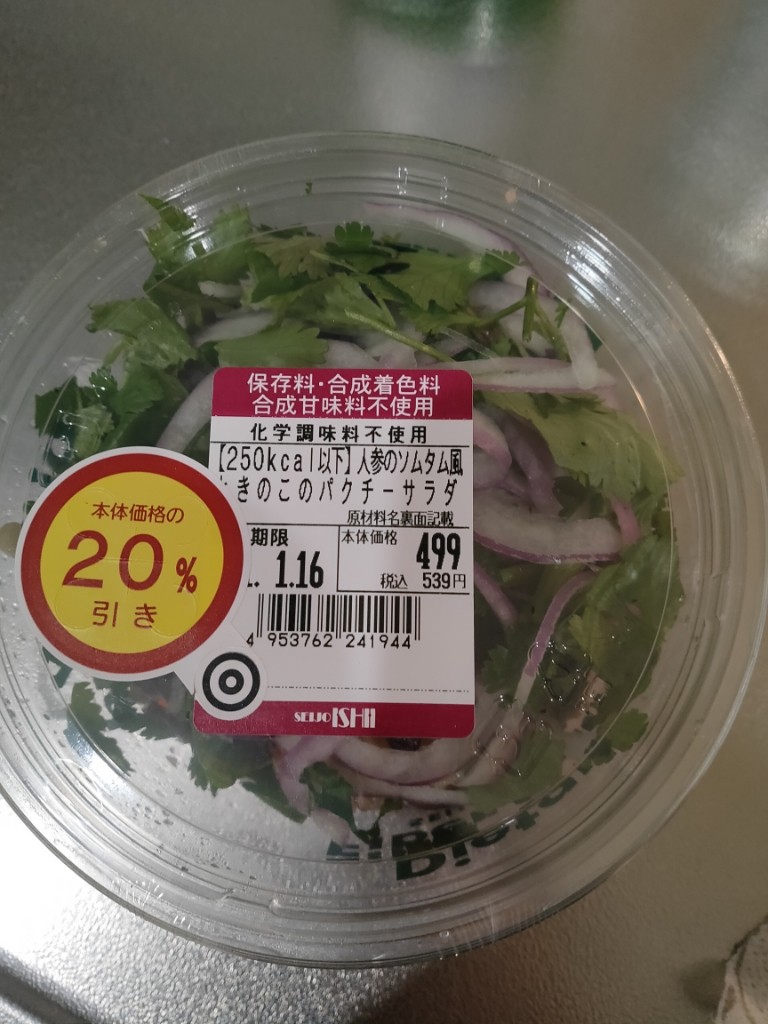 保存料・合成着色料
合成甘味料不使用
化学調味料不使用
【250kcal以下】人参のソムタム風
きのこのパクチーサラダ
原材料名裏面記載
期限
1.16
本体価格
499
税込 539円
4 953762 241944
SEIJO ISHII
本体価格の
20%
引き